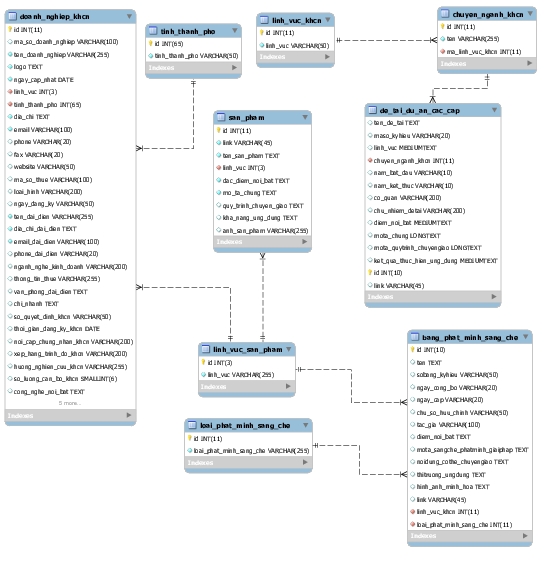 doanh_nghiep_khcn
id INT(11)
ma_so_doanh_nghiep VARCHAR(100)
ten_doanh_nghiep VARCHAR(255)
logo TEXT
ngay_cap_nhat DATE
linh_vuc INT(3)
tinh_thanh_pho INT(65)
dia_chi TEXT
email VARCHAR(100)
phone VARCHAR(20)
fax VARCHAR(20)
website VARCHAR(50)
ma_so_thue VARCHAR(100)
loai_hinh VARCHAR(200)
ngay_dang_ky VARCHAR(50)
ten_dai_dien VARCHAR(255)
dia_chi_dai_dien TEXT
email_dai_dien VARCHAR(100)
phone_dai_dien VARCHAR(20)
nganh_nghe_kinh_doanh VARCHAR(200)
thong_tin_thue VARCHAR(255)
van_phong_dai_dien TEXT
chi_nhanh TEXT
so_quyet_dinh_khcn VARCHAR(50)
thoi_gian_dang_ky_khcn DATE
noi_cap_chung_nhan_khcn VARCHAR(200)
xep_hang_trinh_do_khcn VARCHAR(200)
huong_nghien_cuu_khcn VARCHAR(255)
so_luong_can_bo_khcn SMALLINT(6)
cong_nghe_noi_bat TEXT
5 more...
Indexes
tinh_thanh_pho
id INT(65)
tinh_thanh_pho VARCHAR(50)
Indexes
linh_vuc_khcn
id INT(11)
linh_vuc VARCHAR(50)
Indexes
chuyen_nganh_khcn
id INT(11)
ten VARCHAR(255)
ma_linh_vuc_khcn INT(11)
Indexes
san_pham
id INT(11)
link VARCHAR(45)
ten_san_pham TEXT
linh_vuc INT(3)
dac_diem_noi_bat TEXT
mo_ta_chung TEXT
quy_trinh_chuyen_giao TEXT
kha_nang_ung_dung TEXT
anh_san_pham VARCHAR(255)
Indexes
de_tai_du_an_cac_cap
ten_de_tai TEXT
maso_kyhieu VARCHAR(20)
linh_vuc MEDIUMTEXT
chuyen_nganh_khcn INT(11)
nam_bat_dau VARCHAR(10)
nam_ket_thuc VARCHAR(10)
co_quan VARCHAR(200)
chu_nhiem_detai VARCHAR(200)
diem_noi_bat MEDIUMTEXT
mota_chung LONGTEXT
mota_quytrinh_chuyengiao LONGTEXT
ket_qua_thuc_hien_ung_dung MEDIUMTEXT
id INT(10)
link VARCHAR(45)
Indexes
linh_vuc_san_pham
id INT(3)
linh_vuc VARCHAR(255)
Indexes
loai_phat_minh_sang_che
id INT(11)
loai_phat_minh_sang_che VARCHAR(255)
Indexes
bang_phat_minh_sang_che
id INT(10)
ten TEXT
sobang_kyhieu VARCHAR(50)
ngay_cong_bo VARCHAR(20)
ngay_cap VARCHAR(20)
chu_so_huu_chinh VARCHAR(50)
tac_gia VARCHAR(100)
diem_noi_bat TEXT
mota_sangche_phatminh_giaiphap TEXT
noidung_cothe_chuyengiao TEXT
thitruong_ungdung TEXT
hinh_anh_minh_hoa TEXT
link VARCHAR(45)
linh_vuc_khcn INT(11)
loai_phat_minh_sang_che INT(11)
Indexes